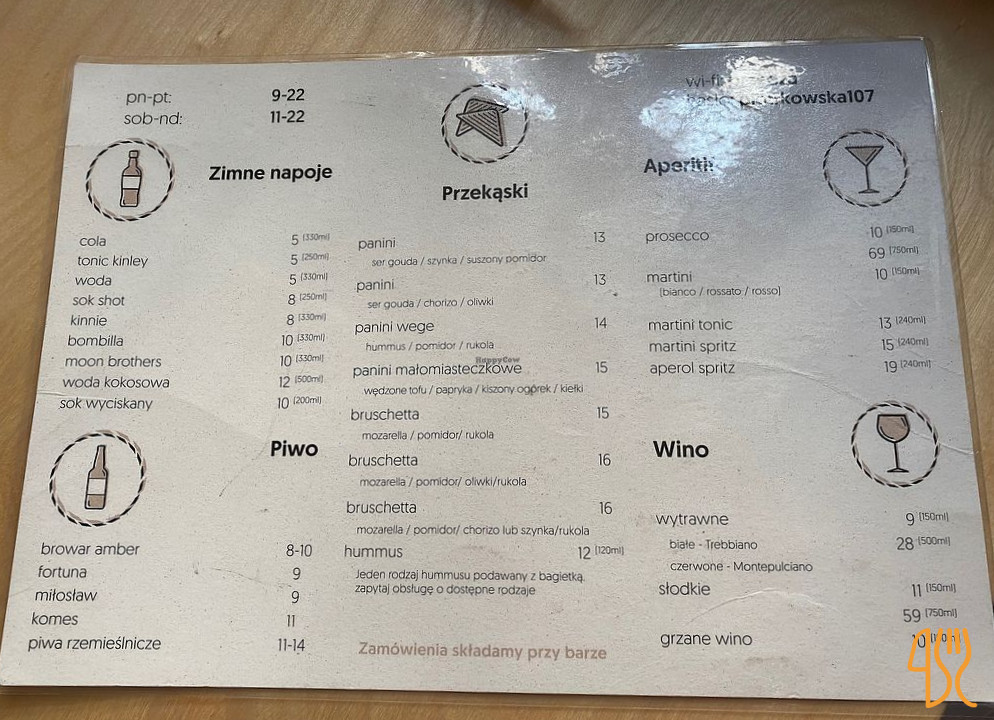 pn-pt: 9-22
sob-nd: 11-22
wi-fi
piotrkowska107
Zimne napoje
cola 5 (330ml)
tonic kinley 5 (250ml)
woda 5 (330ml)
sok shot 8 (250ml)
kinnie 8 (330ml)
bombilla 10 (330ml)
moon brothers 10 (330ml)
woda kokosowa 12 (500ml)
sok wyciskany 10 (200ml)
Piwo
browar amber 8-10
fortuna 9
miłosław 9
komes 11
piwa rzemieślnicze 11-14
Przekąski
panini 13
ser gouda / szynka / suszony pomidor
panini 13
ser gouda / chorizo / oliwki
panini wege 14
hummus / pomidor / rukola
HappyCow
panini małomiasteczkowe 15
wędzone tofu / papryka / kiszony ogórek / kiełki
bruschetta 15
mozarella / pomidor/ rukola
bruschetta 16
mozarella / pomidor/ oliwki/rukola
bruschetta 16
mozarella / pomidor/ chorizo lub szynka/rukola
hummus 12 (120ml)
Jeden rodzaj hummusu podawany z bagietką,
zapytaj obsługę o dostępne rodzaje
Zamówienia składamy przy barze
Aperitif
prosecco 10 (150ml)
69 (750ml)
martini 10 (150ml)
(bianco / rossato / rosso)
martini tonic 13 (240ml)
martini spritz 15 (240ml)
aperol spritz 19 (240ml)
Wino
wytrawne 9 (150ml)
białe - Trebbiano 28 (500ml)
czerwone - Montepulciano
słodkie 11 (150ml)
59 (750ml)
grzane wino 10